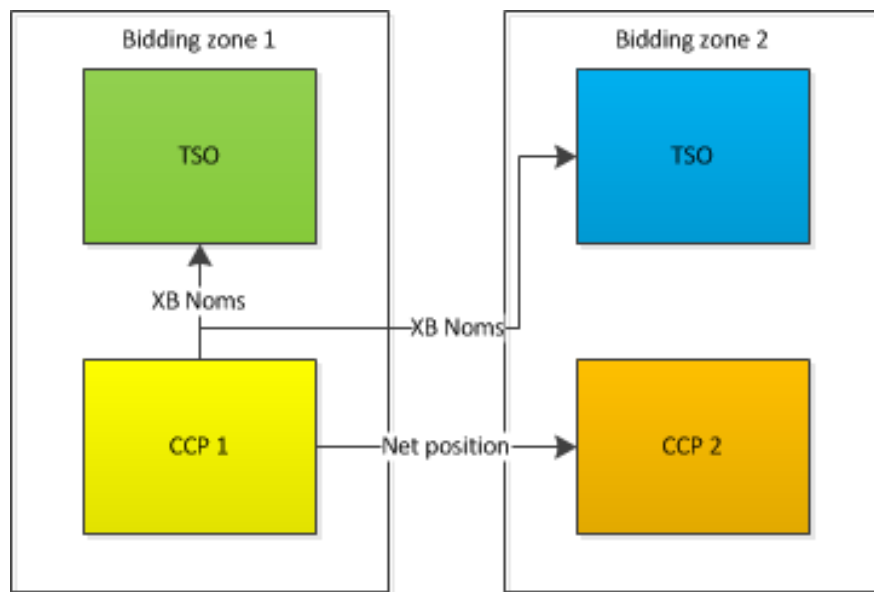 Bidding zone 1
Bidding zone 2
TSO
TSO
XB Noms
XB Noms
CCP 1
Net position
CCP 2